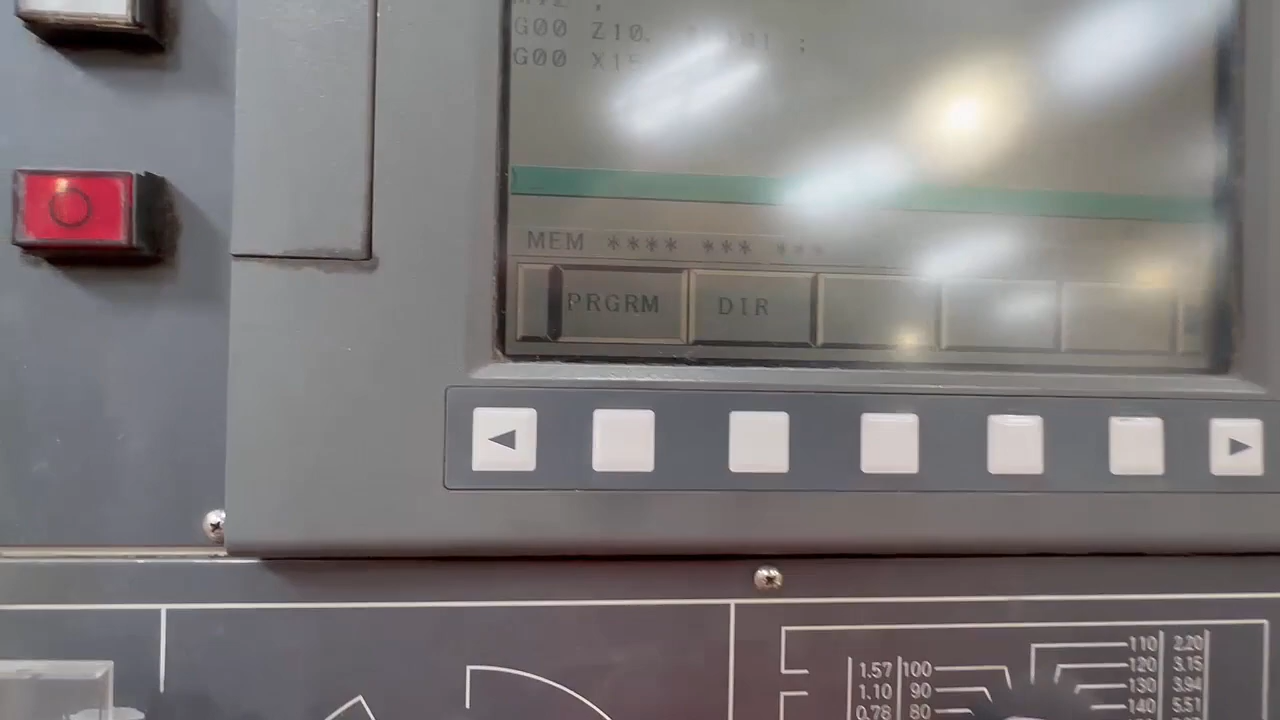 G00 Z10.
G00 X15
MEM **** *** ***
PRGRM DIR
110 2.20
1.57 100 120 3.15
1.10 90 130 3.94
0.78 80 140 5.51